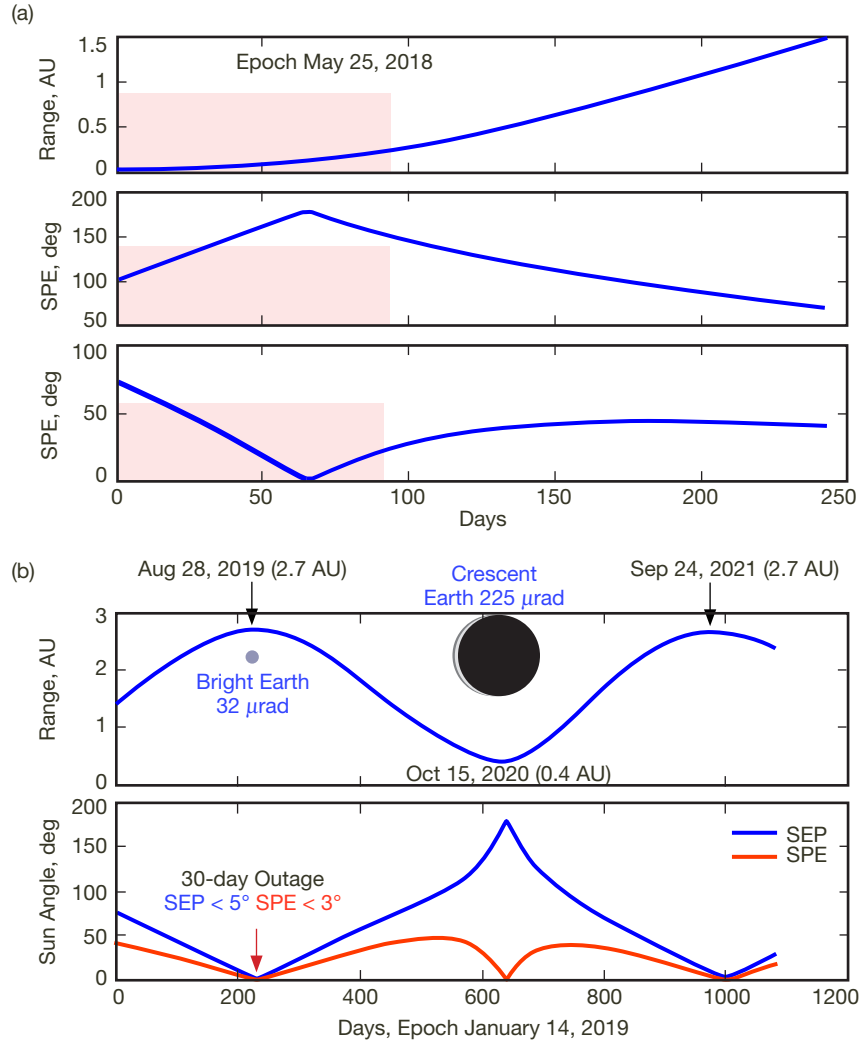 (a)
1.5
1
0.5
0
Range, AU
Epoch May 25, 2018
200
150
100
50
SPE, deg
100
50
0
SPE, deg
0
50
100
150
200
250
Days
(b)
Aug 28, 2019 (2.7 AU)
Crescent
Earth 225 μrad
Sep 24, 2021 (2.7 AU)
3
2
1
0
Range, AU
Bright Earth
32 μrad
Oct 15, 2020 (0.4 AU)
200
150
100
50
0
Sun Angle, deg
30-day Outage
SEP < 5° SPE < 3°
SEP
SPE
0
200
400
600
800
1000
1200
Days, Epoch January 14, 2019